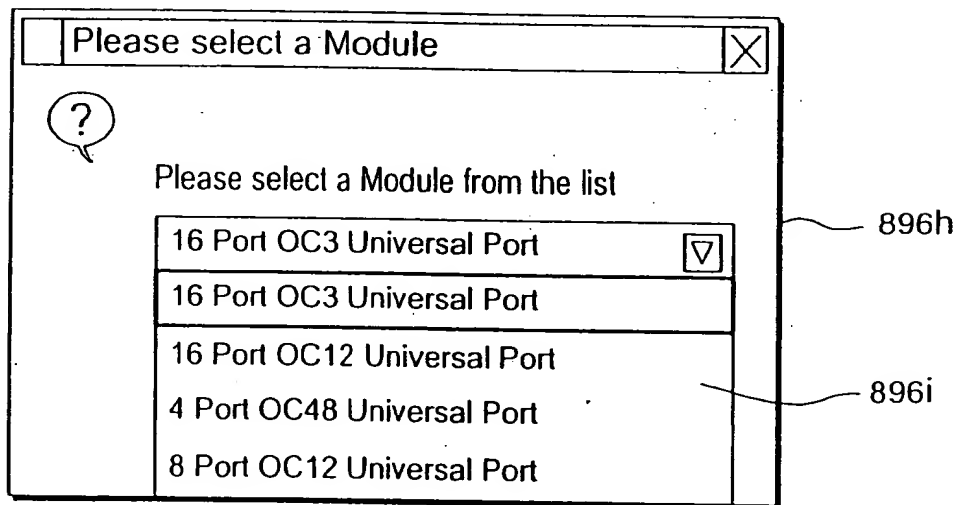 Please select a Module
?
Please select a Module from the list
16 Port OC3 Universal Port
16 Port OC3 Universal Port
16 Port OC12 Universal Port
4 Port OC48 Universal Port
8 Port OC12 Universal Port
896h
896i